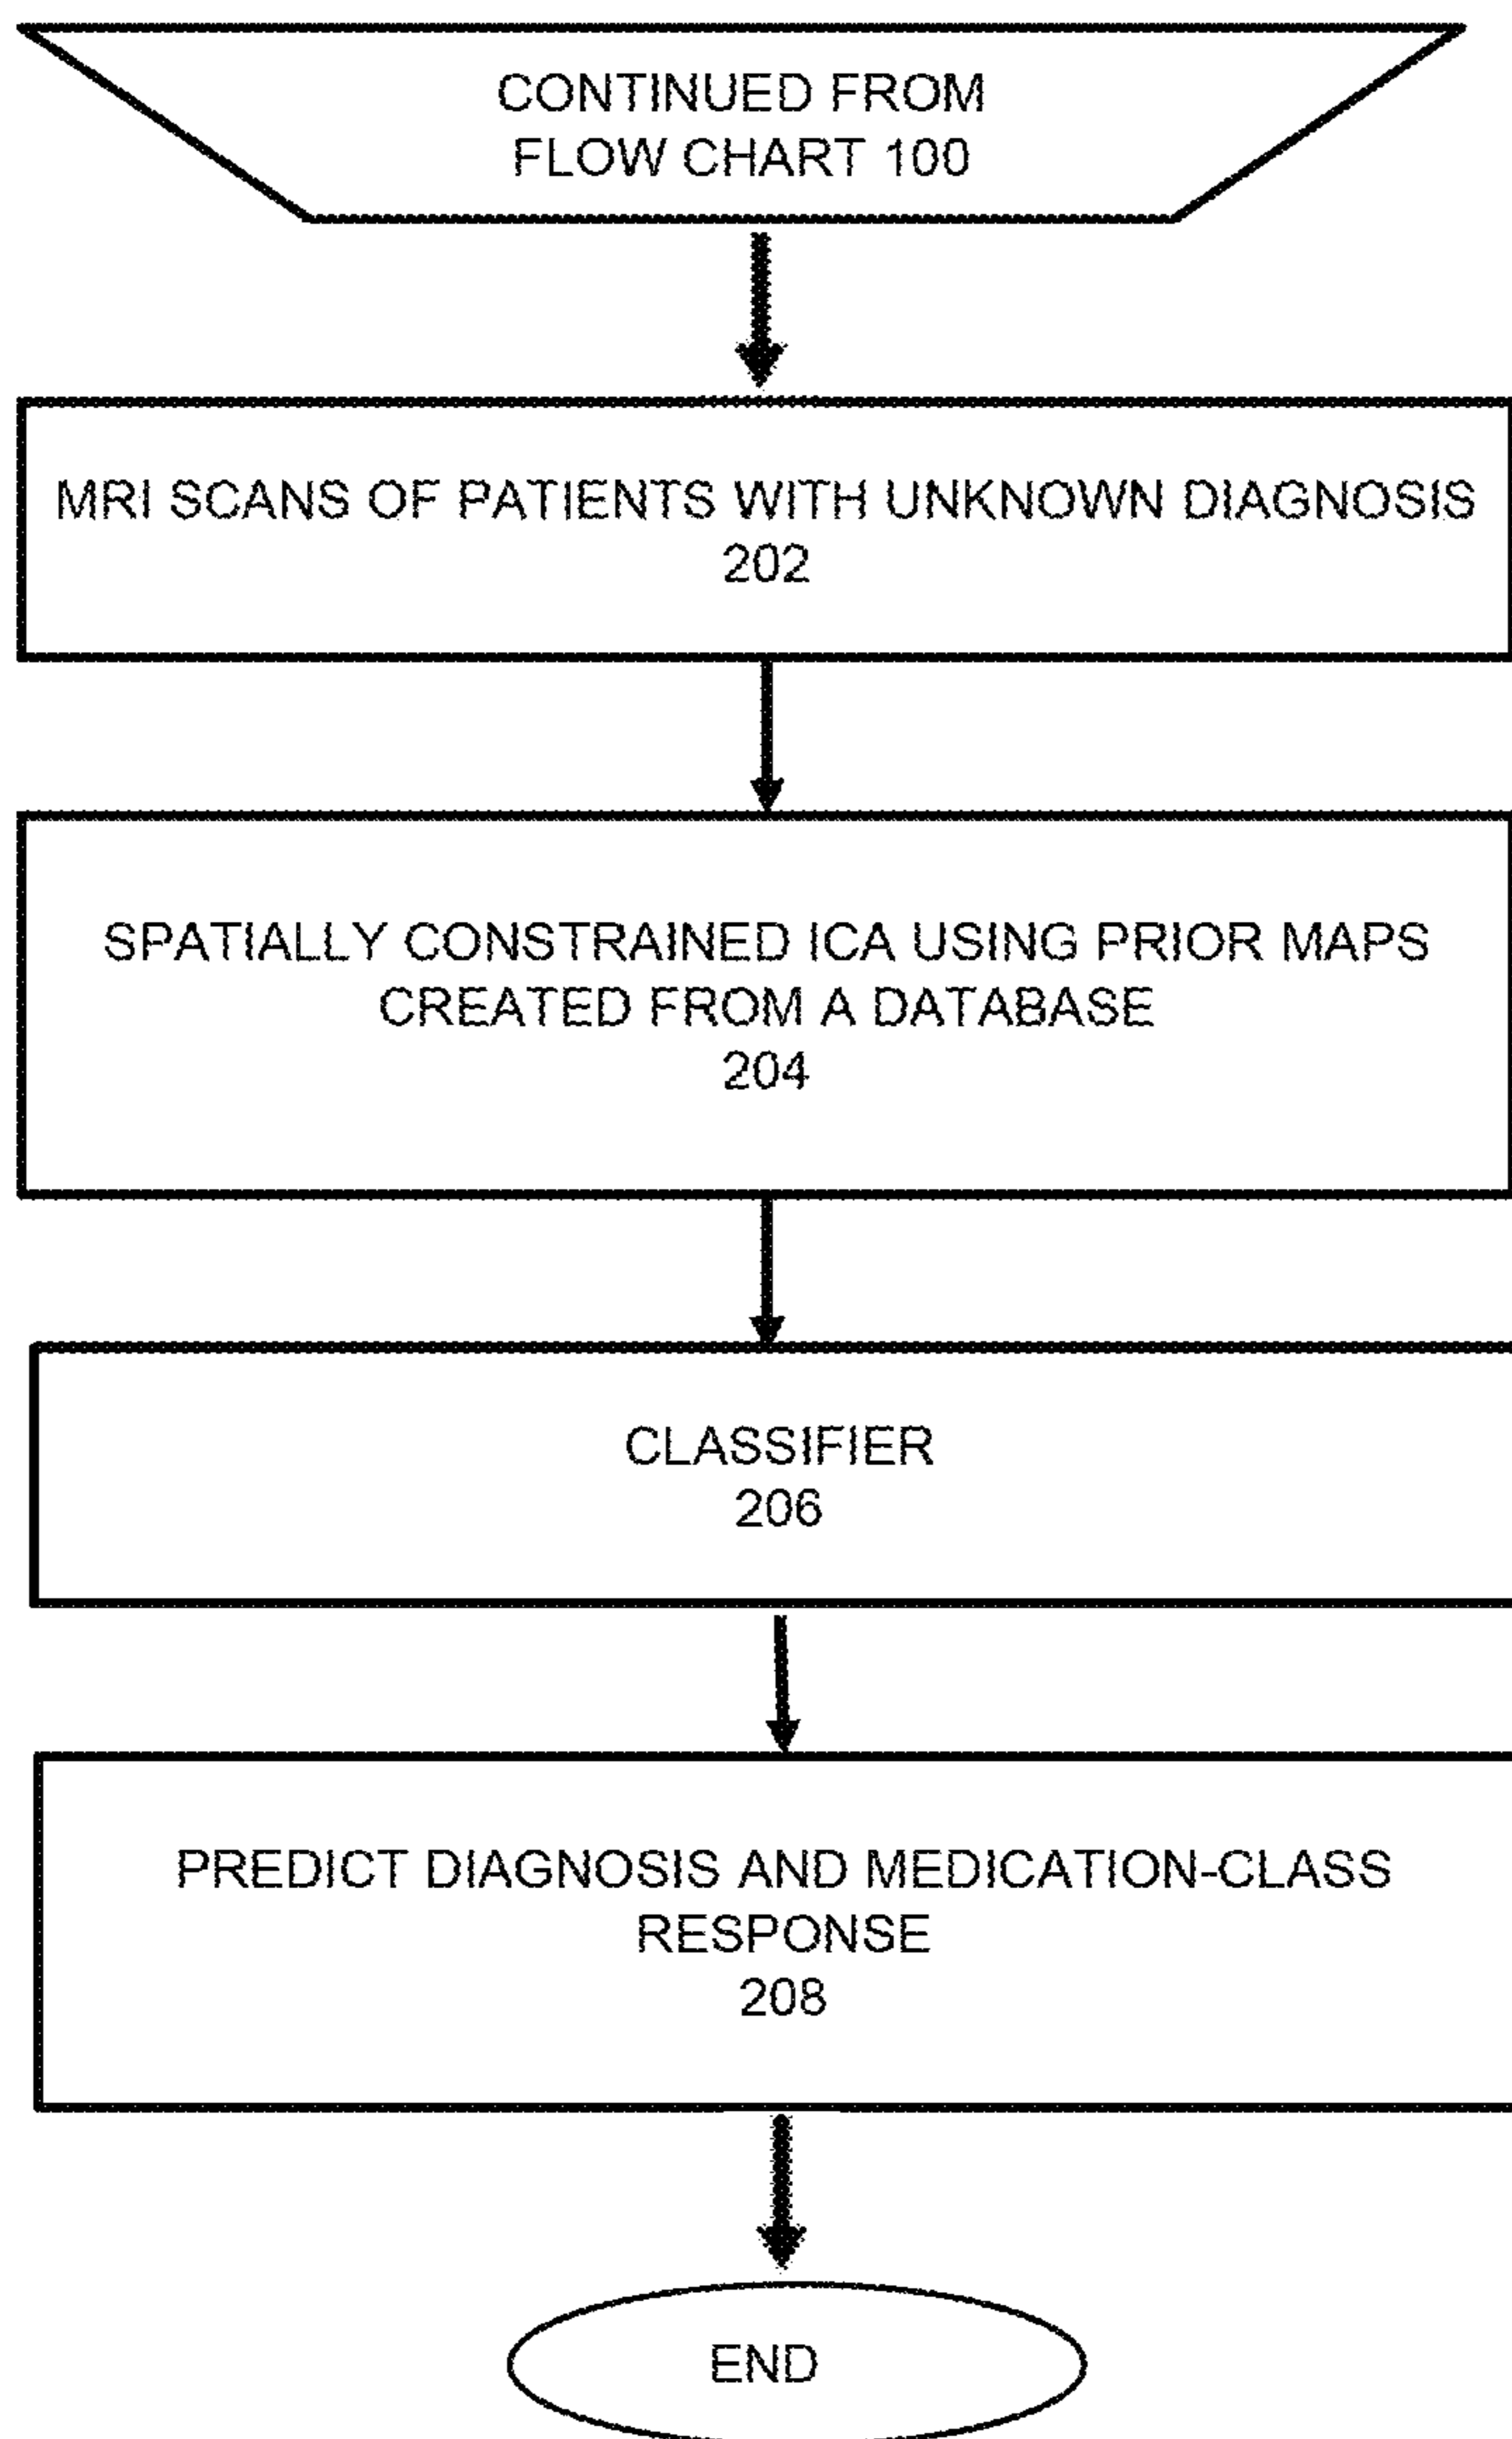 CONTINUED FROM
FLOW CHART 100
MRI SCANS OF PATIENTS WITH UNKNOWN DIAGNOSIS
202
SPATIALLY CONSTRAINED ICA USING PRIOR MAPS
CREATED FROM A DATABASE
204
CLASSIFIER
206
PREDICT DIAGNOSIS AND MEDICATION-CLASS
RESPONSE
208
END